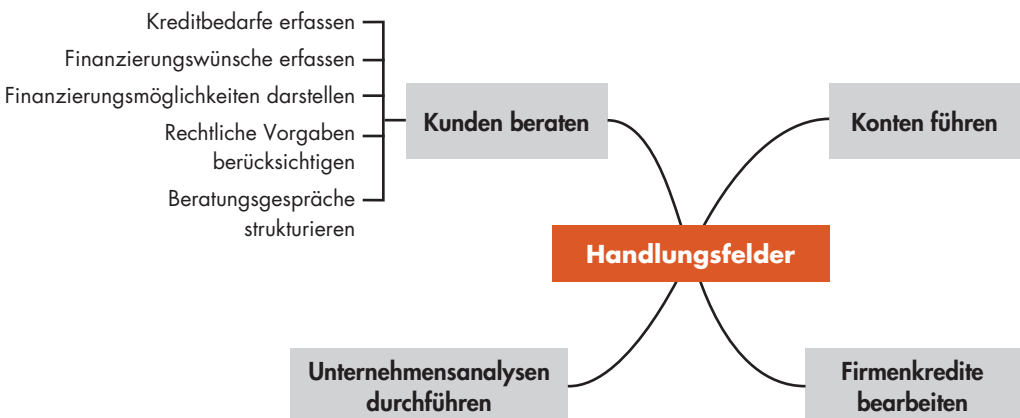 Kreditbedarfe erfassen
Finanzierungswünsche erfassen
Finanzierungsmöglichkeiten darstellen
Rechtliche Vorgaben
berücksichtigen
Beratungsgespräche
strukturieren
Kunden beraten
Konten führen
Handlungsfelder
Unternehmensanalysen
durchführen
Firmenkredite
bearbeiten